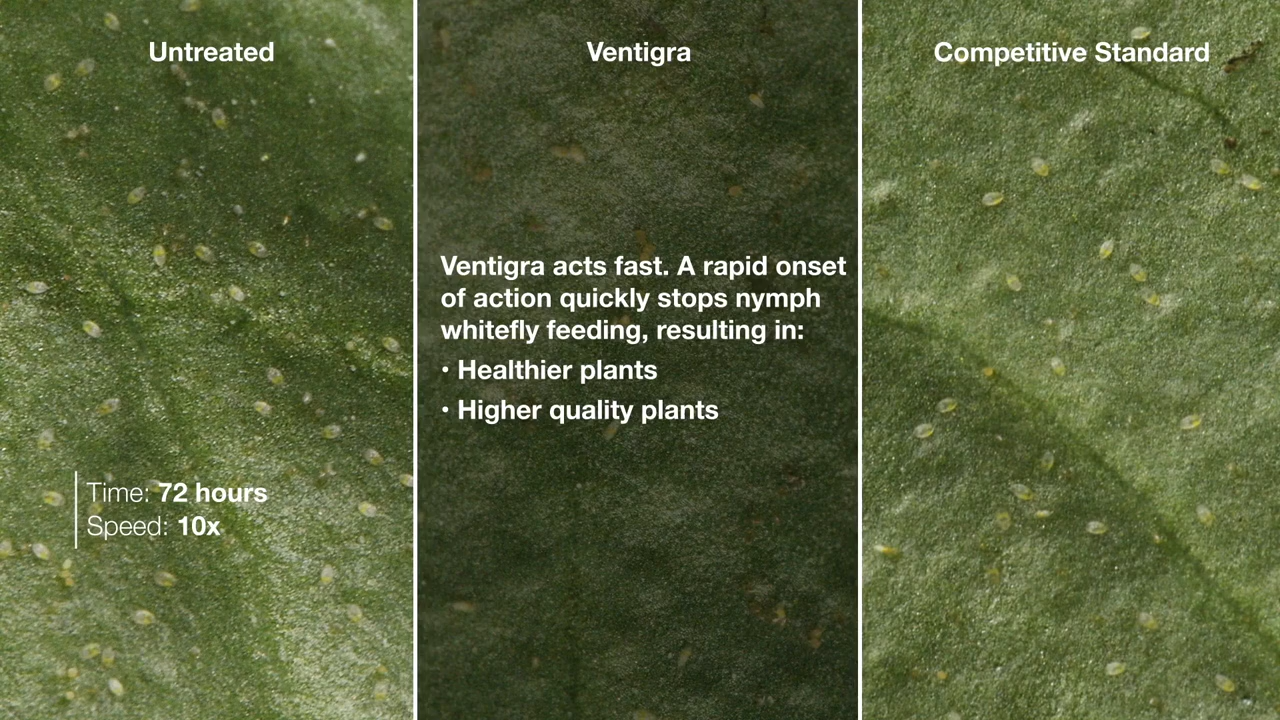 Untreated
Ventigra
Competitive Standard
Ventigra acts fast. A rapid onset
of action quickly stops nymph
whitefly feeding, resulting in:
• Healthier plants
• Higher quality plants
Time: 72 hours
Speed: 10x